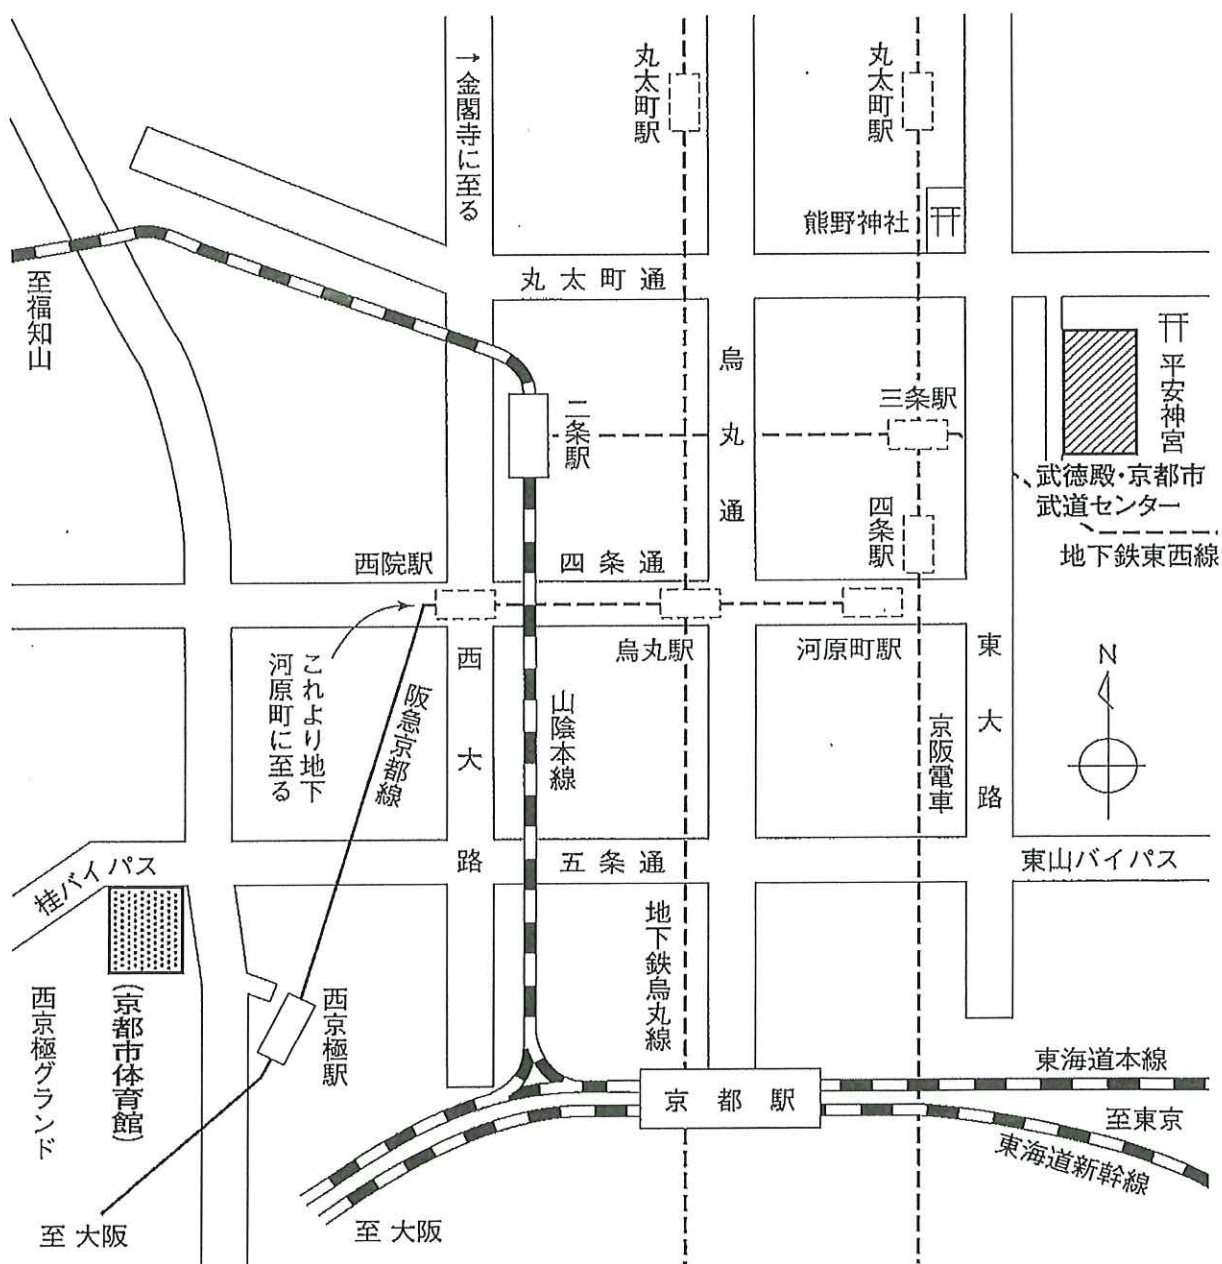 →金閣寺に至る
丸太町駅
丸太町駅
熊野神社
丸太町通
至福知山
烏丸通
三条駅
二条駅
平安神宮
武徳殿・京都市
武道センター
地下鉄東西線
四条駅
西院駅
四条通
烏丸駅
河原町駅
これより地下
河原町に至る
阪急京都線
西大路
山陰本線
京阪電車
東大路
N
桂バイパス
五条通
東山バイパス
地下鉄烏丸線
西京極グランド
(京都市体育館)
西京極駅
京都駅
東海道本線
至東京
東海道新幹線
至 大阪
至 大阪